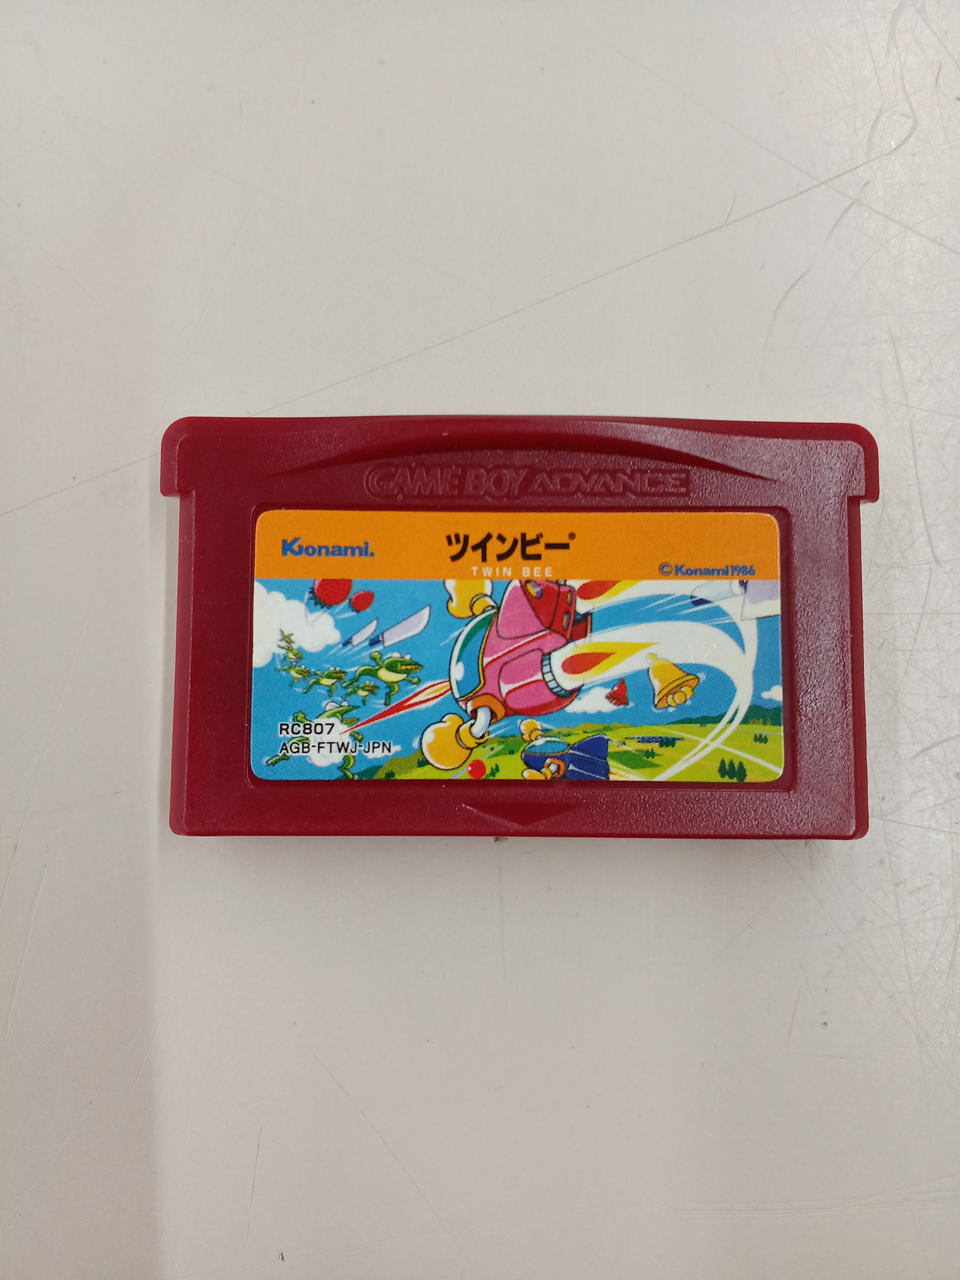 GAME BOY ADVANCE
Konami.
ツインビー®
TWIN BEE
©Konami1986
RC807
AGB-FTWJ-JPN